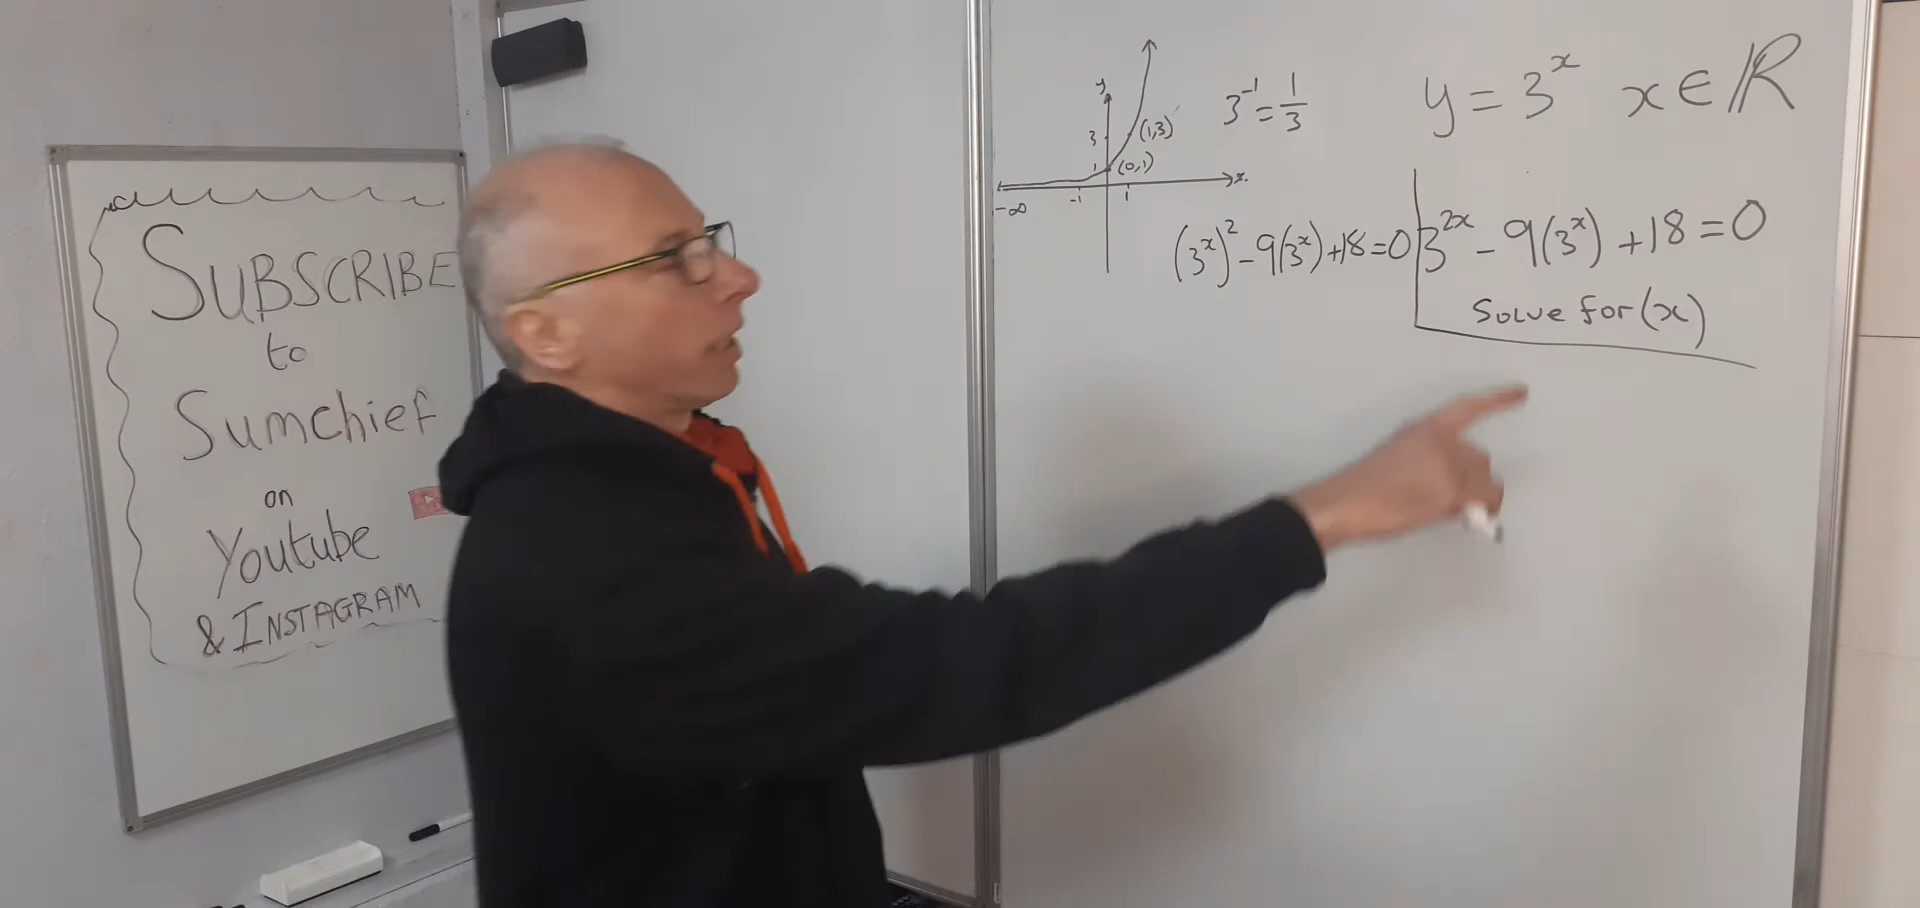 SUBSCRIBE
to
Sumchief
on
Youtube
& INSTAGRAM
y
3
1
(1,3)
(0,1)
x
-∞
-1
1
3⁻¹ = 1/3
y = 3ˣ x ∈ ℝ
(3ˣ)² - 9(3ˣ) + 18 = 0
3²ˣ - 9(3ˣ) + 18 = 0
Solve for (x)